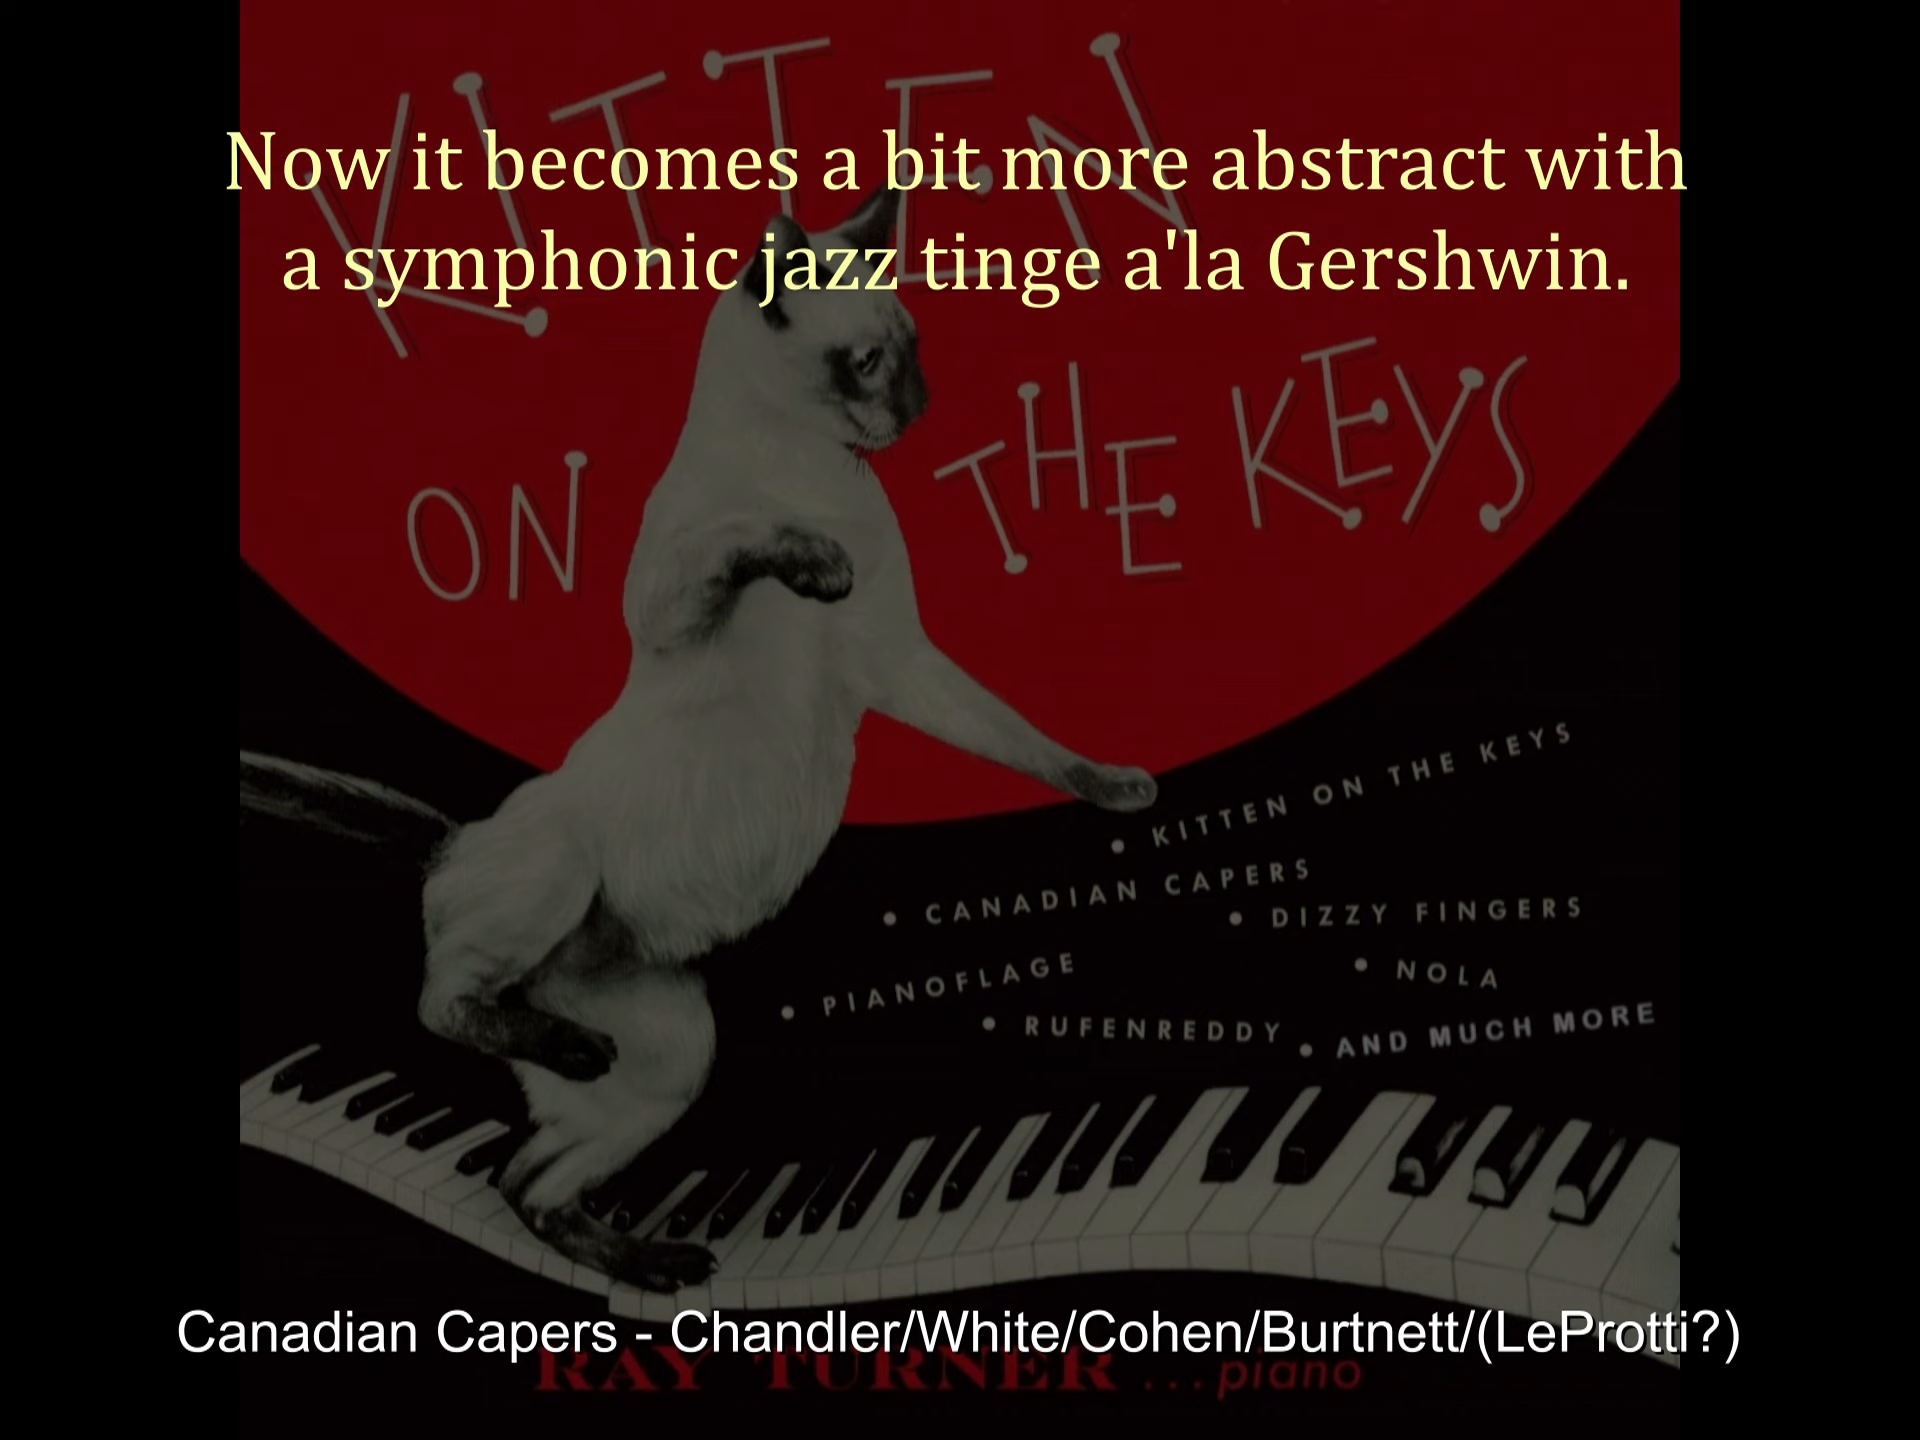 Now it becomes a bit more abstract with
a symphonic jazz tinge a'la Gershwin.
KITTEN
ON THE KEYS
• KITTEN ON THE KEYS
• CANADIAN CAPERS
• DIZZY FINGERS
• PIANOFLAGE
• NOLA
• RUFENREDDY
• AND MUCH MORE
Canadian Capers - Chandler/White/Cohen/Burtnett/(LeProtti?)
RAY TURNER ... piano